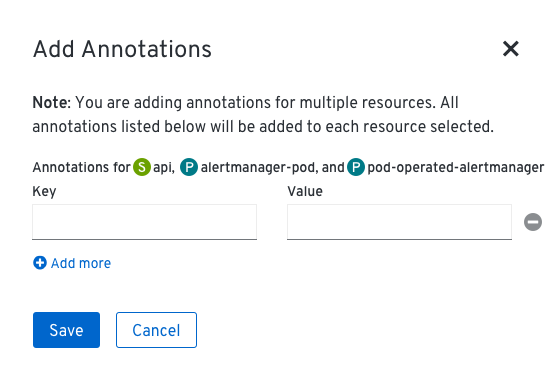 Add Annotations
Note: You are adding annotations for multiple resources. All
annotations listed below will be added to each resource selected.
Annotations for S api, P alertmanager-pod, and P pod-operated-alertmanager
Key Value
Add more
Save Cancel